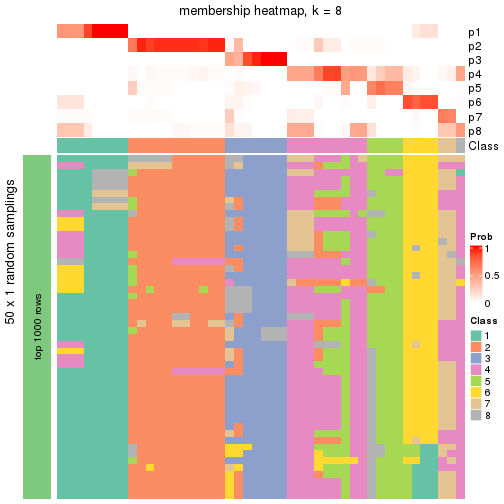 membership heatmap, k = 8
p1
p2
p3
p4
p5
p6
p7
p8
Class
50 x 1 random samplings
top 1000 rows
Prob
1
0.5
0
Class
1
2
3
4
5
6
7
8